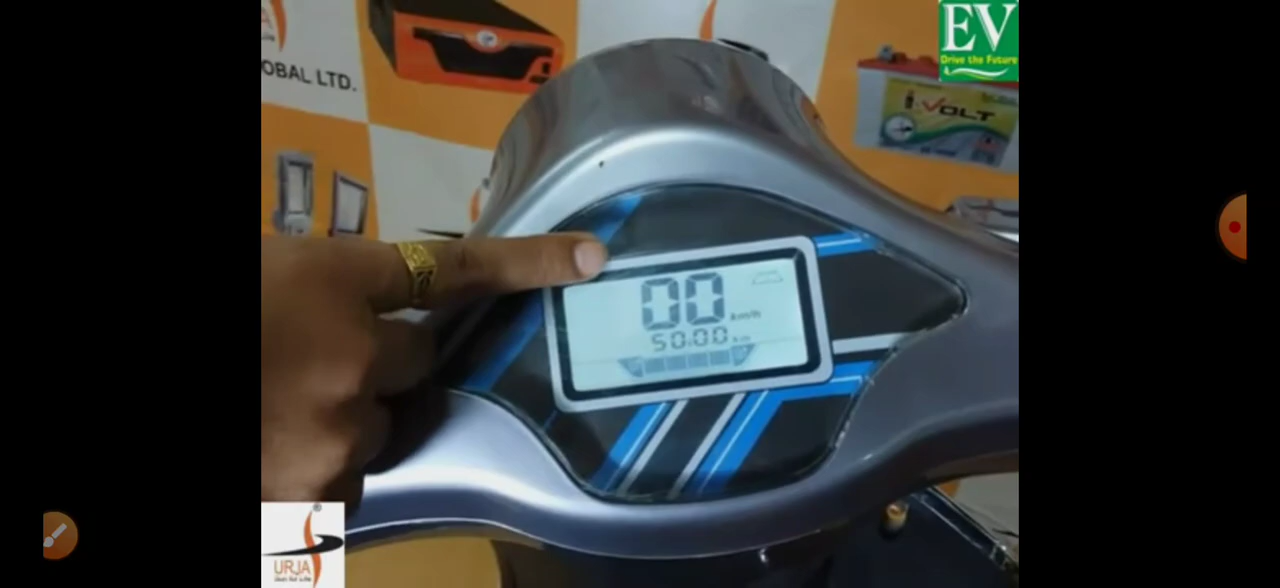 OBAL LTD.
EV
Drive the Future
i-VOLT
00
km/h
50.00
URJA